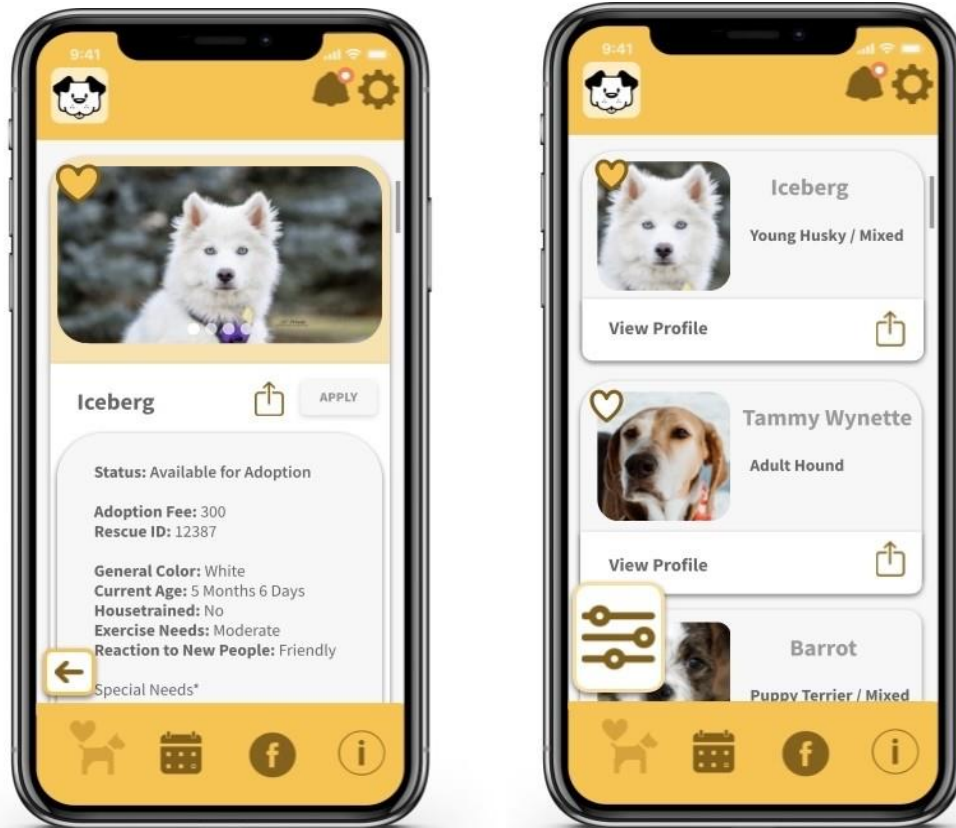 9:41
Iceberg
APPLY
Status: Available for Adoption
Adoption Fee: 300
Rescue ID: 12387
General Color: White
Current Age: 5 Months 6 Days
Housetrained: No
Exercise Needs: Moderate
Reaction to New People: Friendly
Special Needs*
f
i
9:41
Iceberg
Young Husky / Mixed
View Profile
Tammy Wynette
Adult Hound
View Profile
Barrot
Puppy Terrier / Mixed
f
i